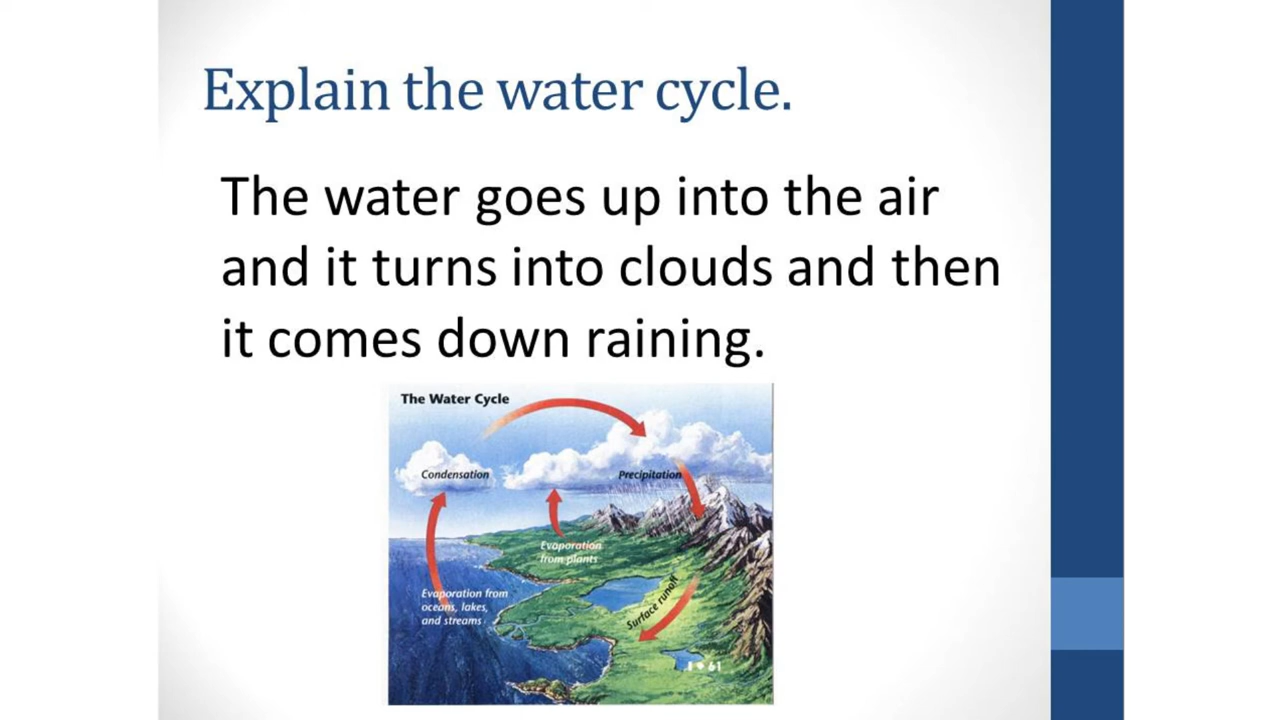 Explain the water cycle.
The water goes up into the air
and it turns into clouds and then
it comes down raining.
The Water Cycle
Condensation
Precipitation
Evaporation
from plants
Evaporation from
oceans, lakes,
and streams
Surface runoff
61